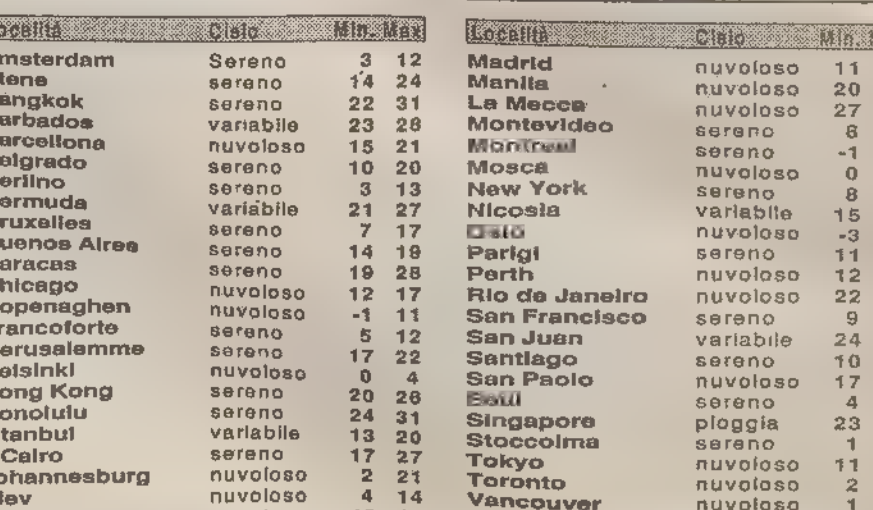 ocalità Cielo Min. Max
msterdam Sereno 3 12
tene sereno 14 24
angkok sereno 22 31
arbados variabile 23 28
arcellona nuvoloso 15 21
elgrado sereno 10 20
erlino sereno 3 13
ermuda variabile 21 27
ruxelles sereno 7 17
uenos Aires sereno 14 19
aracas sereno 19 28
hicago nuvoloso 12 17
openaghen nuvoloso -1 11
rancoforte sereno 5 12
erusalemme sereno 17 22
elsinki nuvoloso 0 4
ong Kong sereno 20 26
onolulu sereno 24 31
tanbul variabile 13 20
Cairo sereno 17 27
ohannesburg nuvoloso 2 21
iev nuvoloso 4 14
Località Cielo Min.
Madrid nuvoloso 11
Manila nuvoloso 20
La Mecca nuvoloso 27
Montevideo sereno 8
sereno -1
Mosca nuvoloso 0
New York sereno 8
Nicosia variabile 15
nuvoloso -3
Parigi sereno 11
Perth nuvoloso 12
Rio de Janeiro nuvoloso 22
San Francisco sereno 9
San Juan variabile 24
Santiago sereno 10
San Paolo nuvoloso 17
sereno 4
Singapore pioggia 23
Stoccolma sereno 1
Tokyo nuvoloso 11
Toronto nuvoloso 2
Vancouver nuvoloso 1